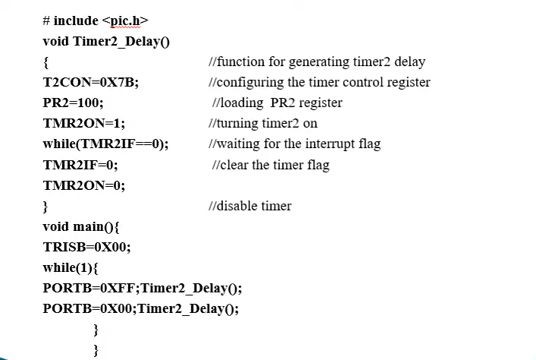 # include <pic.h>
void Timer2_Delay()
{ //function for generating timer2 delay
T2CON=0X7B; //configuring the timer control register
PR2=100; //loading PR2 register
TMR2ON=1; //turning timer2 on
while(TMR2IF==0); //waiting for the interrupt flag
TMR2IF=0; //clear the timer flag
TMR2ON=0;
} //disable timer
void main(){
TRISB=0X00;
while(1){
PORTB=0XFF;Timer2_Delay();
PORTB=0X00;Timer2_Delay();
}
}